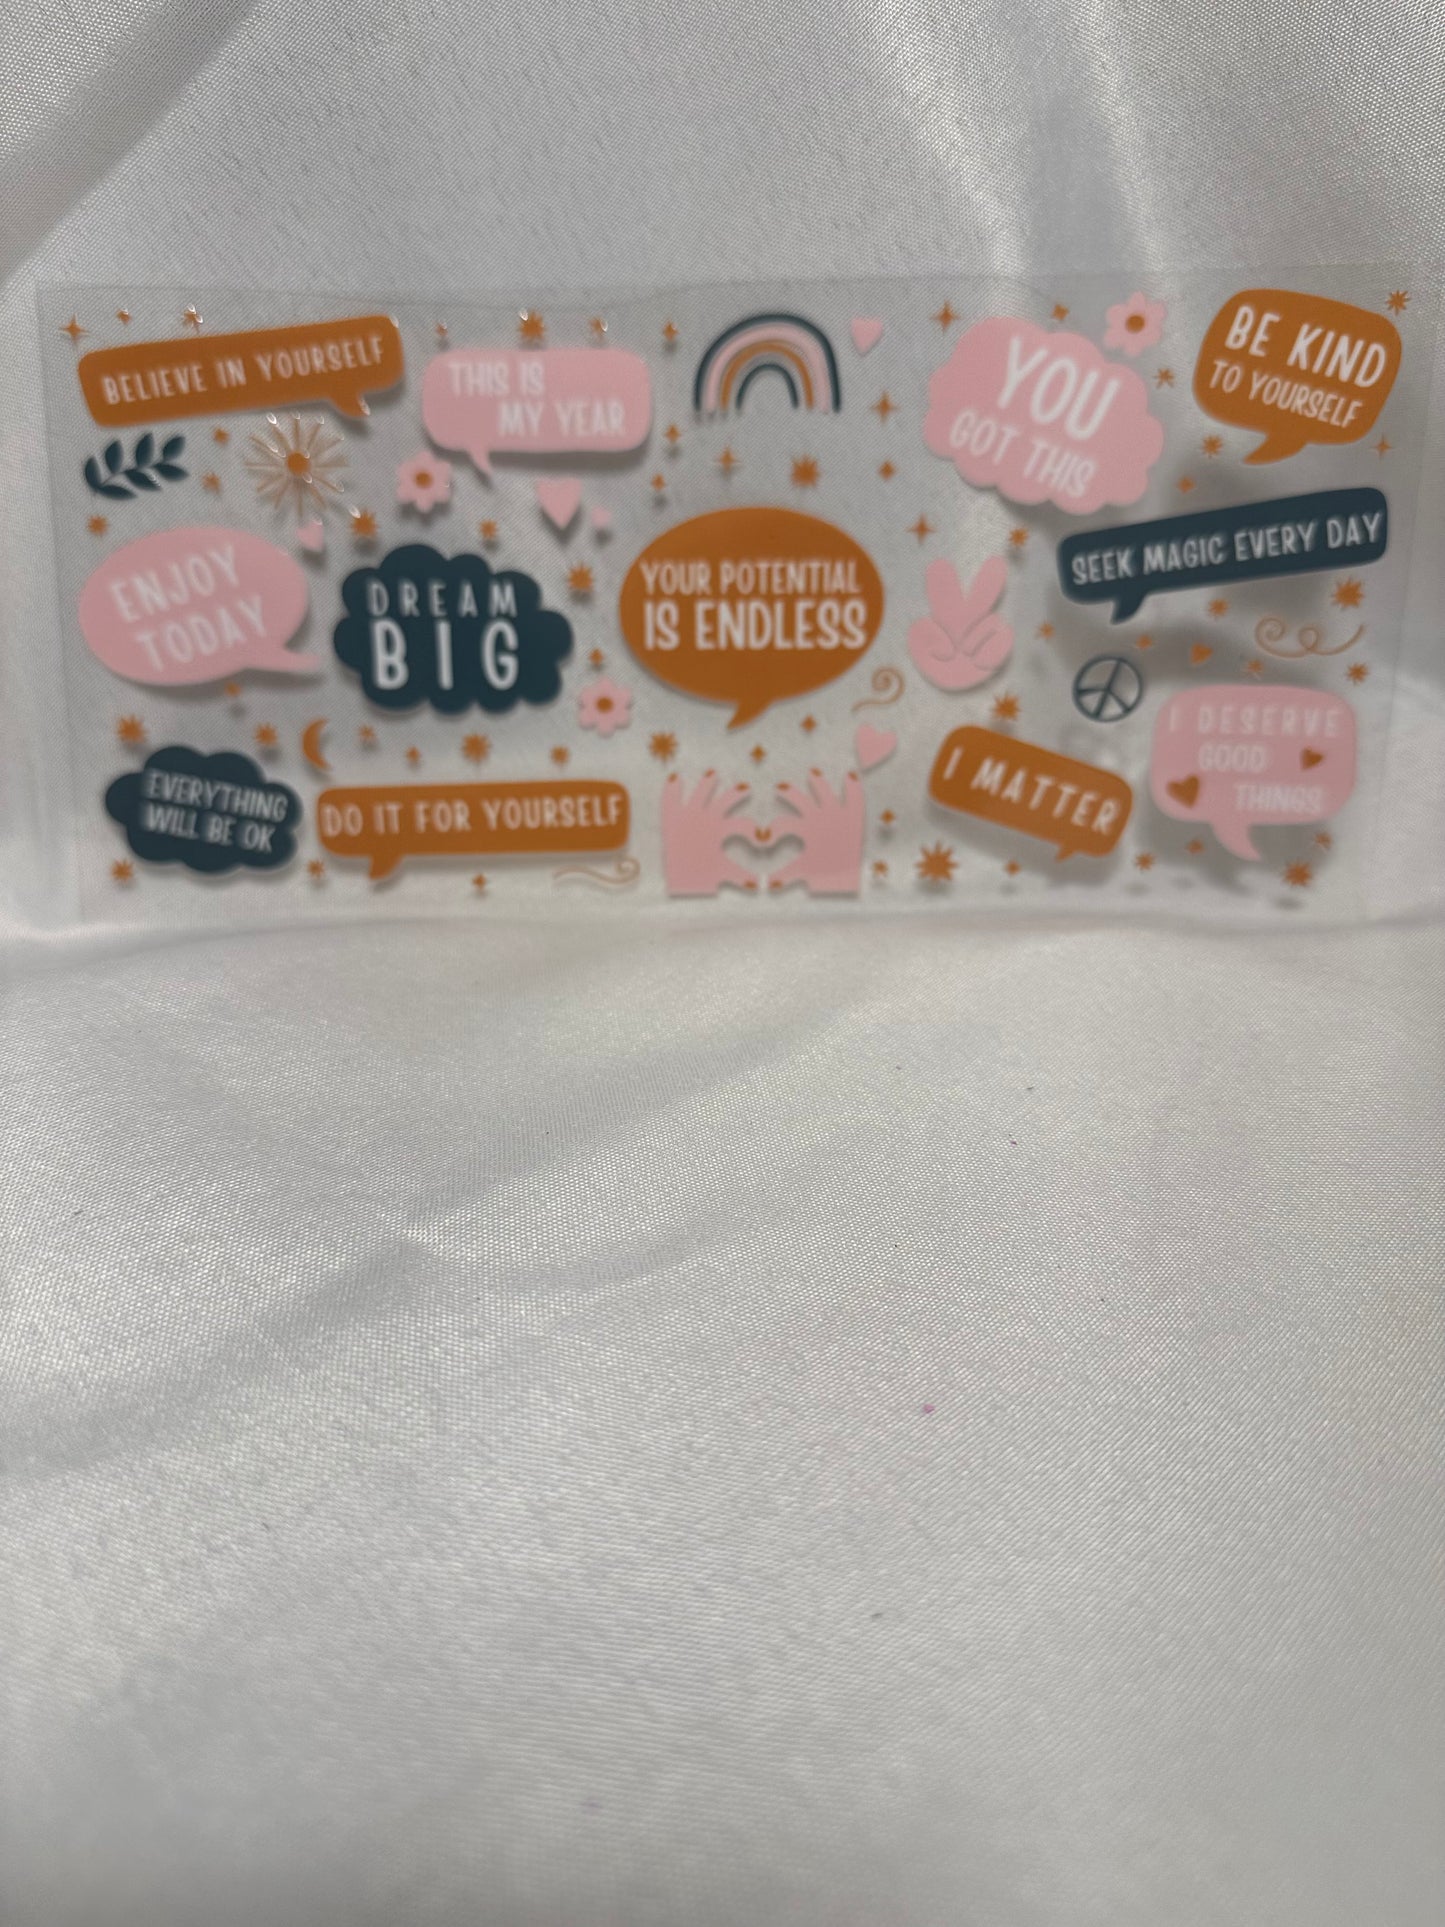 BELIEVE IN YOURSELF
THIS IS
MY YEAR
YOU
GOT THIS
BE KIND
TO YOURSELF
ENJOY
TODAY
DREAM
BIG
YOUR POTENTIAL
IS ENDLESS
SEEK MAGIC EVERY DAY
EVERYTHING
WILL BE OK
DO IT FOR YOURSELF
I MATTER
I DESERVE
GOOD
THINGS